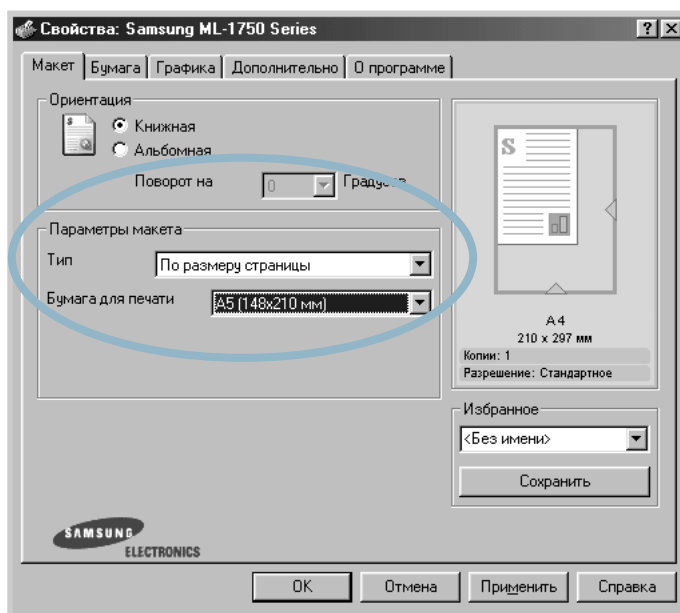 Свойства: Samsung ML-1750 Series
Макет Бумага Графика Дополнительно О программе
Ориентация
Книжная
Альбомная
Поворот на 0 Градусов
Параметры макета
Тип По размеру страницы
Бумага для печати A5 (148x210 мм)
S
A4
210 x 297 мм
Копии: 1
Разрешение: Стандартное
Избранное
<Без имени>
Сохранить
SAMSUNG
ELECTRONICS
OK Отмена Применить Справка